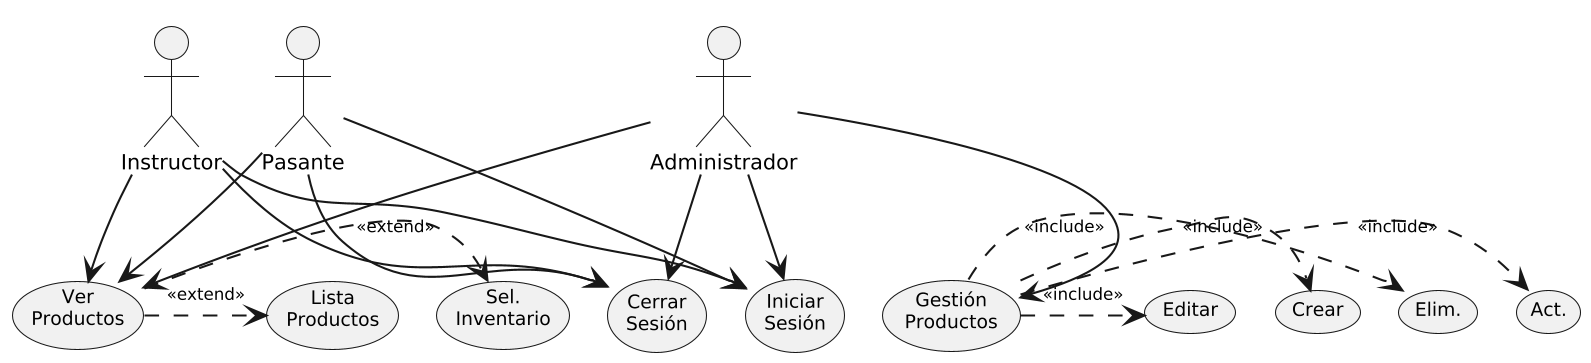 Instructor
Pasante
Administrador
«extend»
«include»
«include»
«include»
«extend»
«include»
Ver
Productos
Lista
Productos
Sel.
Inventario
Cerrar
Sesión
Iniciar
Sesión
Gestión
Productos
Editar
Crear
Elim.
Act.